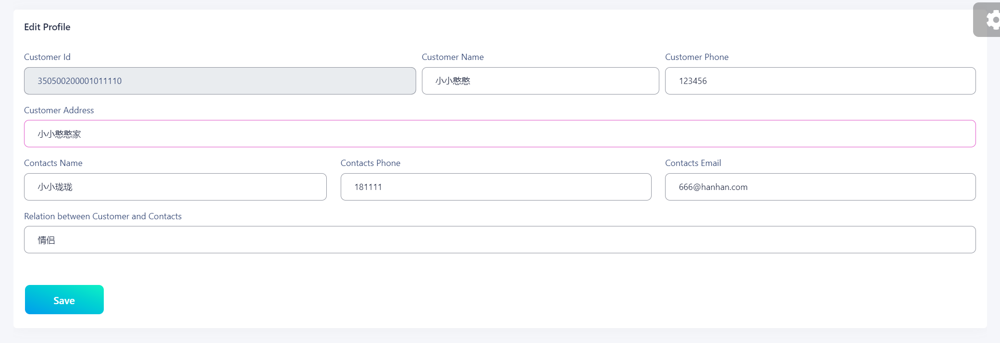 Edit Profile
Customer Id
Customer Name
Customer Phone
350500200001011110
小小憨憨
123456
Customer Address
小小憨憨家
Contacts Name
Contacts Phone
Contacts Email
小小珑珑
181111
666@hanhan.com
Relation between Customer and Contacts
情侣
Save